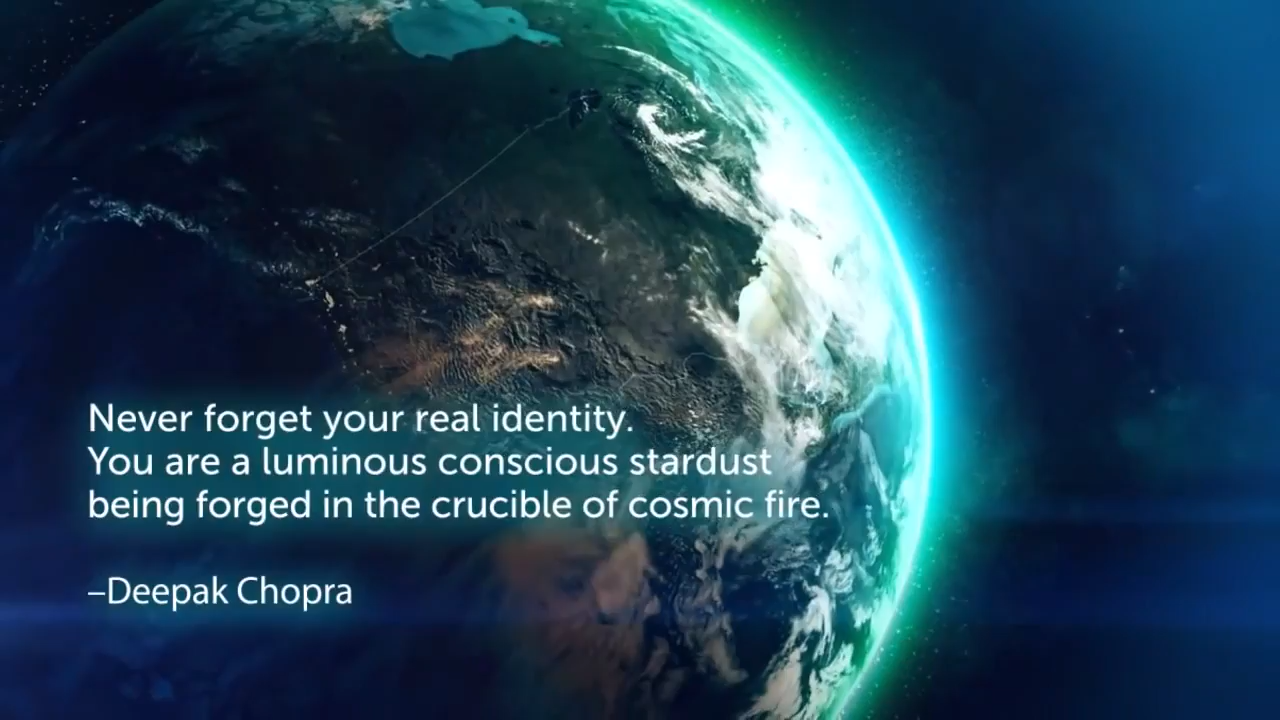 Never forget your real identity.
You are a luminous conscious stardust
being forged in the crucible of cosmic fire.
–Deepak Chopra